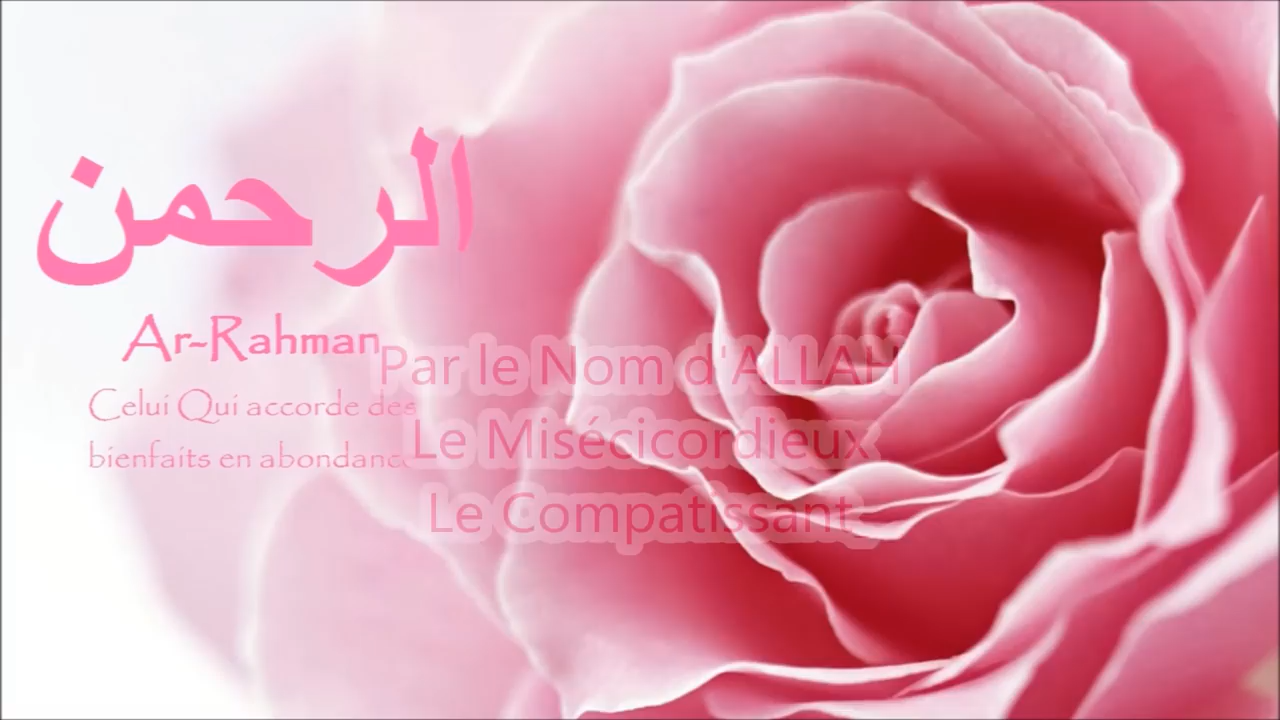 الرحمن
Ar-Rahman
Celui Qui accorde des
bienfaits en abondance
Par le Nom d'ALLAH
Le Misécicordieux
Le Compatissant